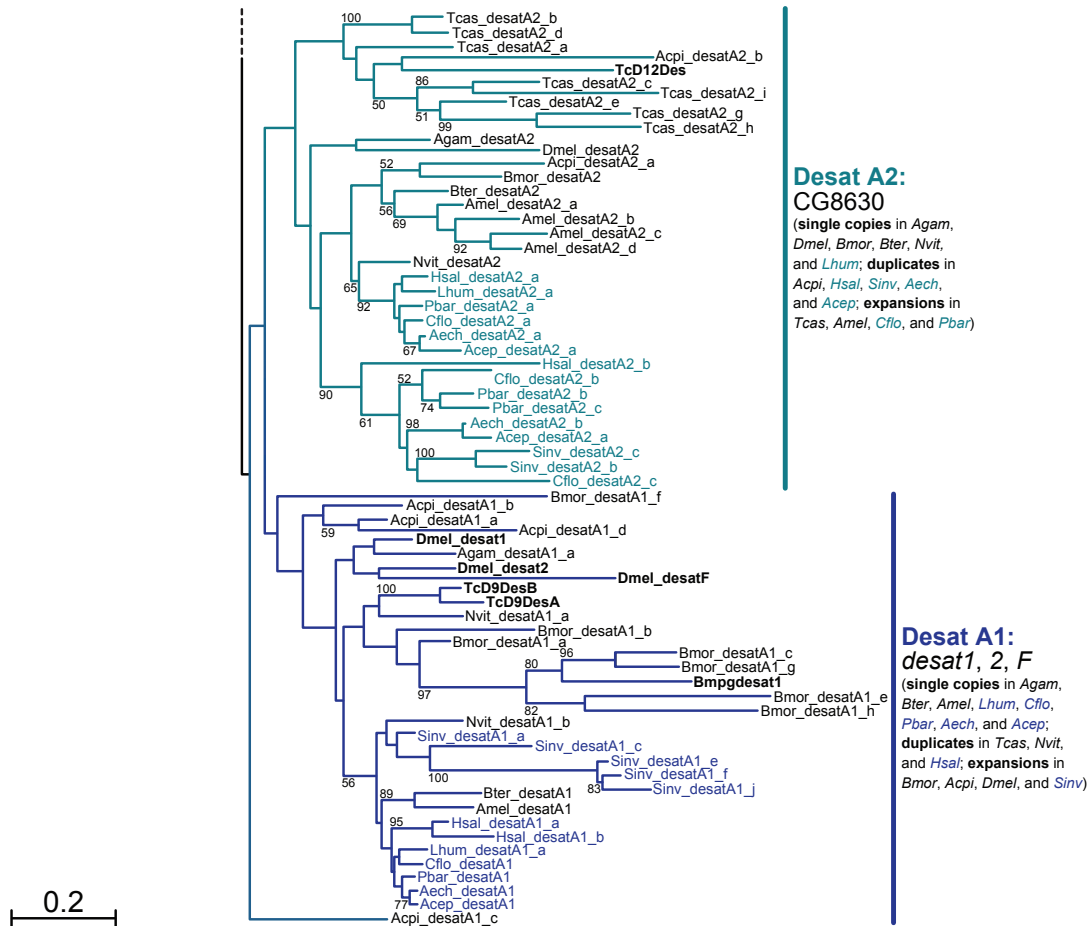 100
Tcas_desatA2_b
Tcas_desatA2_d
Tcas_desatA2_a
Acpi_desatA2_b
TcD12Des
86
Tcas_desatA2_c
Tcas_desatA2_i
50
Tcas_desatA2_e
51
Tcas_desatA2_g
99
Tcas_desatA2_h
Agam_desatA2
Dmel_desatA2
52
Acpi_desatA2_a
Bmor_desatA2
Bter_desatA2
56
Amel_desatA2_a
69
Amel_desatA2_b
Amel_desatA2_c
92
Amel_desatA2_d
Nvit_desatA2
Hsal_desatA2_a
65
Lhum_desatA2_a
92
Pbar_desatA2_a
Cflo_desatA2_a
Aech_desatA2_a
67
Acep_desatA2_a
Hsal_desatA2_b
52
Cflo_desatA2_b
90
Pbar_desatA2_b
74
Pbar_desatA2_c
61
98
Aech_desatA2_b
Acep_desatA2_a
Sinv_desatA2_c
100
Sinv_desatA2_b
Cflo_desatA2_c
Desat A2:
CG8630
(single copies in Agam,
Dmel, Bmor, Bter, Nvit,
and Lhum; duplicates in
Acpi, Hsal, Sinv, Aech,
and Acep; expansions in
Tcas, Amel, Cflo, and Pbar)
Bmor_desatA1_f
Acpi_desatA1_b
Acpi_desatA1_a
59
Acpi_desatA1_d
Dmel_desat1
Agam_desatA1_a
Dmel_desat2
Dmel_desatF
100
TcD9DesB
TcD9DesA
Nvit_desatA1_a
Bmor_desatA1_b
Bmor_desatA1_a
96
Bmor_desatA1_c
80
Bmor_desatA1_g
97
Bmpgdesat1
Bmor_desatA1_e
82
Bmor_desatA1_h
Nvit_desatA1_b
Sinv_desatA1_a
Sinv_desatA1_c
Sinv_desatA1_e
100
Sinv_desatA1_f
56
83
Sinv_desatA1_j
89
Bter_desatA1
Amel_desatA1
95
Hsal_desatA1_a
Hsal_desatA1_b
Lhum_desatA1_a
Cflo_desatA1
Pbar_desatA1
Aech_desatA1
77
Acep_desatA1
Acpi_desatA1_c
Desat A1:
desat1, 2, F
(single copies in Agam,
Bter, Amel, Lhum, Cflo,
Pbar, Aech, and Acep;
duplicates in Tcas, Nvit,
and Hsal; expansions in
Bmor, Acpi, Dmel, and Sinv)
0.2